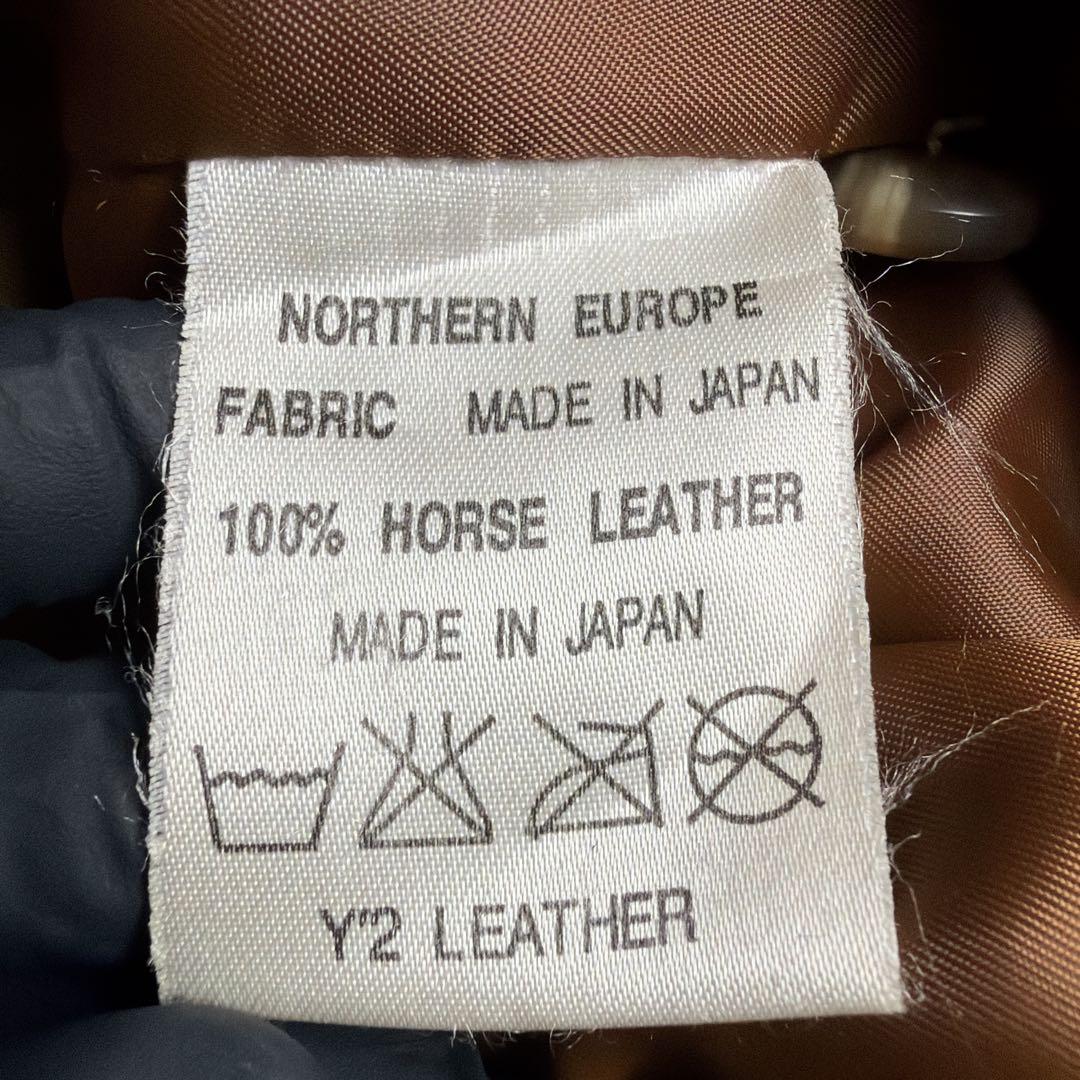 NORTHERN EUROPE
FABRIC MADE IN JAPAN
100% HORSE LEATHER
MADE IN JAPAN
Y"2 LEATHER